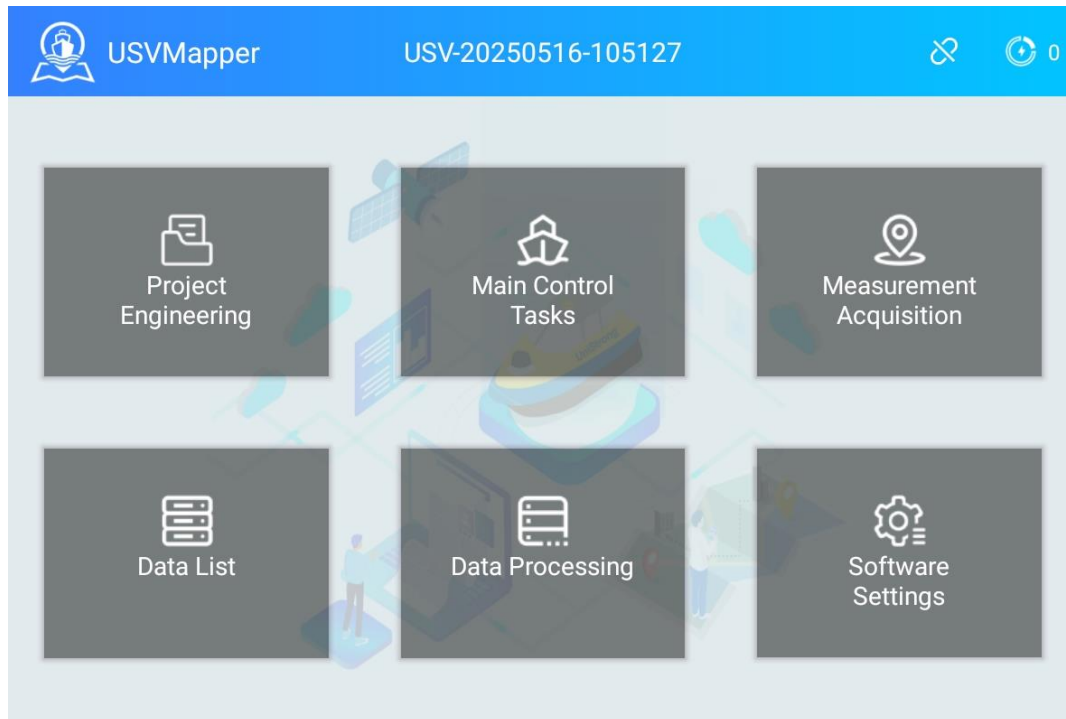 USVMapper
USV-20250516-105127
0
Project
Engineering
Main Control
Tasks
Measurement
Acquisition
Data List
Data Processing
Software
Settings